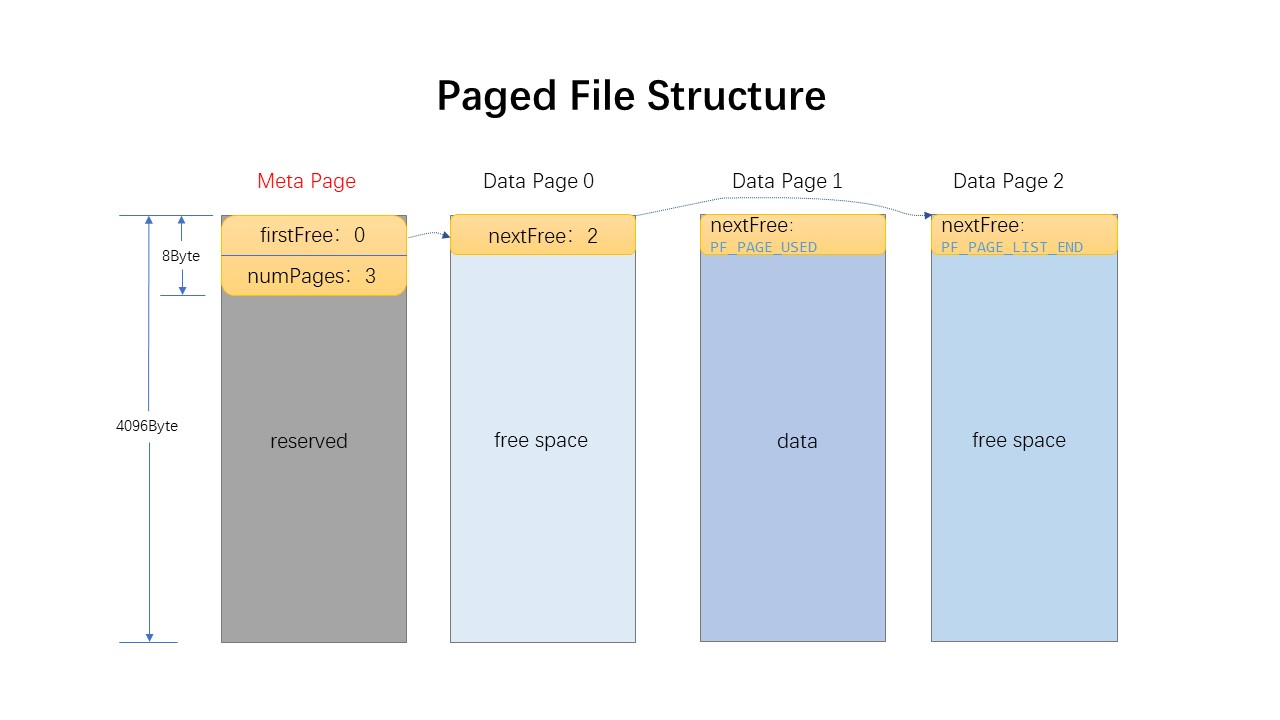 Paged File Structure
Meta Page
Data Page 0
Data Page 1
Data Page 2
firstFree：0
nextFree：2
nextFree:
PF_PAGE_USED
nextFree:
PF_PAGE_LIST_END
8Byte
numPages：3
4096Byte
reserved
free space
data
free space